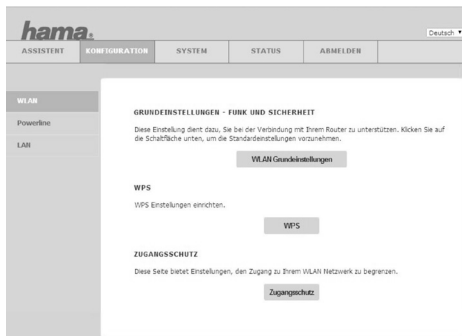 hama®
Deutsch
ASSISTENT KONFIGURATION SYSTEM STATUS ABMELDEN
WLAN
Powerline
LAN
GRUNDEINSTELLUNGEN - FUNK UND SICHERHEIT
Diese Einstellung dient dazu, Sie bei der Verbindung mit Ihrem Router zu unterstützen. Klicken Sie auf
die Schaltfläche unten, um die Standardeinstellungen vorzunehmen.
WLAN Grundeinstellungen
WPS
WPS Einstellungen einrichten.
WPS
ZUGANGSSCHUTZ
Diese Seite bietet Einstellungen, den Zugang zu Ihrem WLAN Netzwerk zu begrenzen.
Zugangsschutz